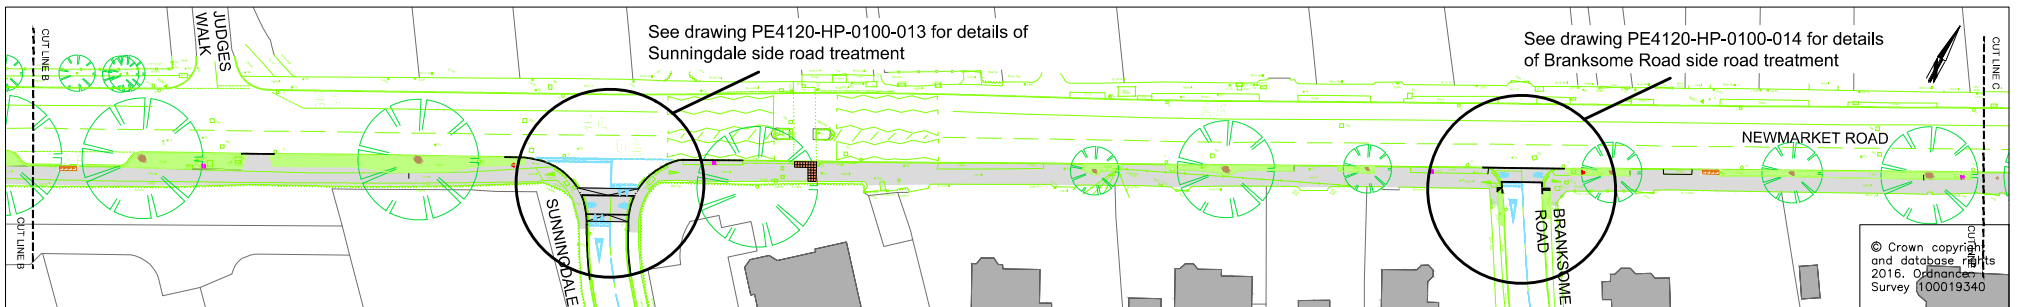 CUT LINE B
JUDGES
WALK
See drawing PE4120-HP-0100-013 for details of
Sunningdale side road treatment
See drawing PE4120-HP-0100-014 for details
of Branksome Road side road treatment
CUT LINE C
NEWMARKET ROAD
CUT LINE B
SUNNINGDALE
BRANKSOME
ROAD
© Crown copyright
and database rights
2016. Ordnance
Survey 100019340